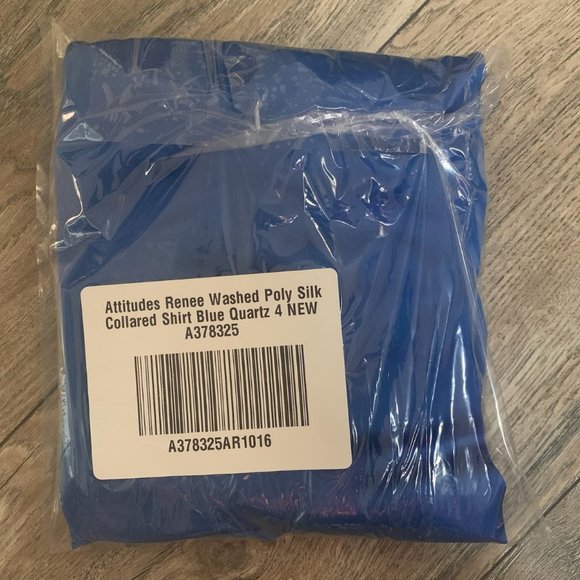 Attitudes Renee Washed Poly Silk
Collared Shirt Blue Quartz 4 NEW
A378325
A378325AR1016